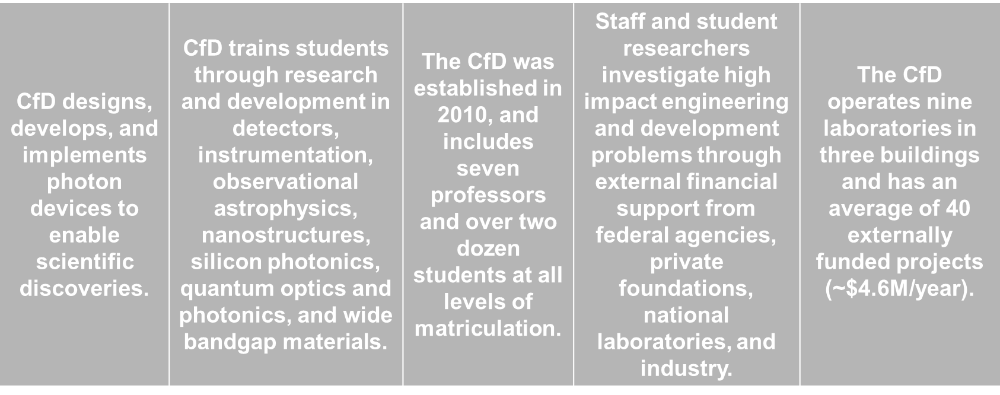 CfD designs,
develops, and
implements
photon
devices to
enable
scientific
discoveries.
CfD trains students
through research
and development in
detectors,
instrumentation,
observational
astrophysics,
nanostructures,
silicon photonics,
quantum optics and
photonics, and wide
bandgap materials.
The CfD was
established in
2010, and
includes
seven
professors
and over two
dozen
students at all
levels of
matriculation.
Staff and student
researchers
investigate high
impact engineering
and development
problems through
external financial
support from
federal agencies,
private
foundations,
national
laboratories, and
industry.
The CfD
operates nine
laboratories in
three buildings
and has an
average of 40
externally
funded projects
(~$4.6M/year).